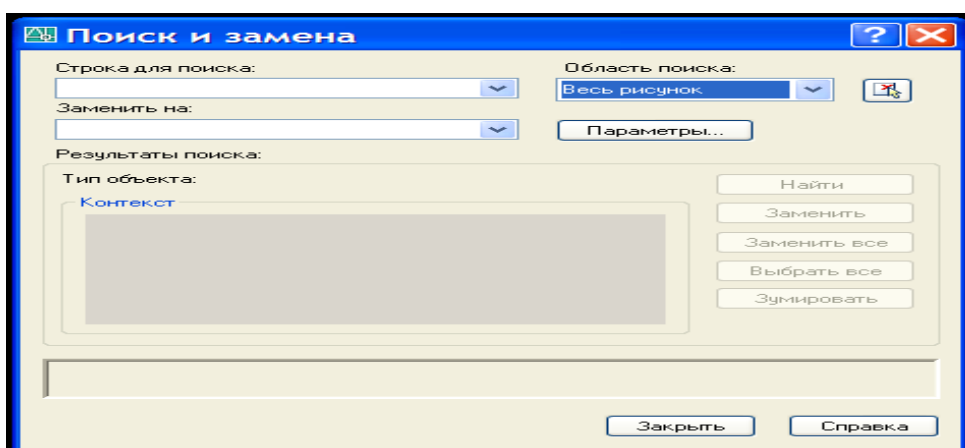 Поиск и замена
Строка для поиска:
Область поиска:
Весь рисунок
Заменить на:
Параметры...
Результаты поиска:
Тип объекта:
Контекст
Найти
Заменить
Заменить все
Выбрать все
Зумировать
Закрыть
Справка